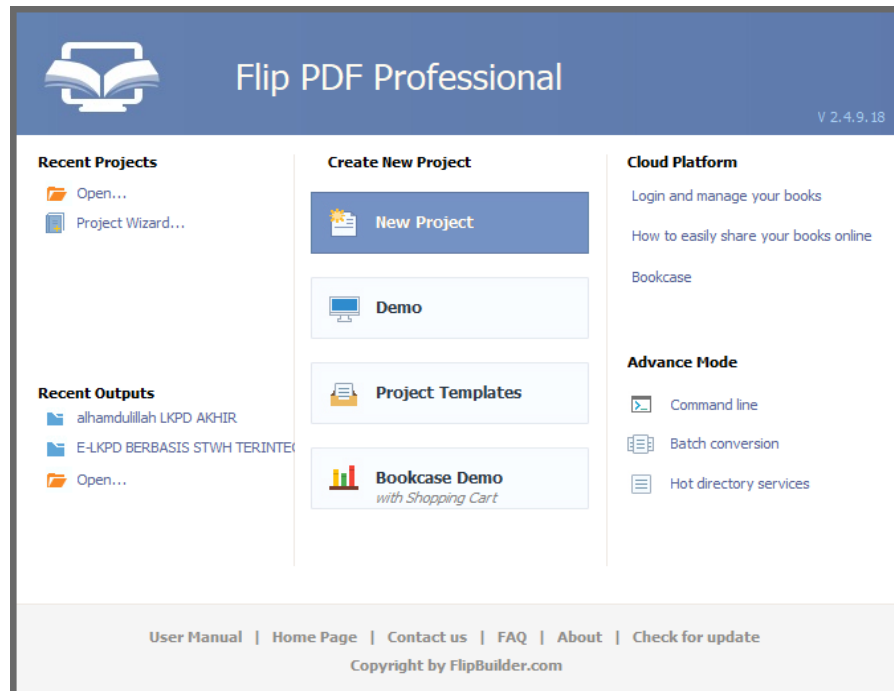 Flip PDF Professional
V 2.4.9.18
Recent Projects
Open...
Project Wizard...
Recent Outputs
alhamdulillah LKPD AKHIR
E-LKPD BERBASIS STWH TERINTE
Open...
Create New Project
New Project
Demo
Project Templates
Bookcase Demo
with Shopping Cart
Cloud Platform
Login and manage your books
How to easily share your books online
Bookcase
Advance Mode
Command line
Batch conversion
Hot directory services
User Manual | Home Page | Contact us | FAQ | About | Check for update
Copyright by FlipBuilder.com